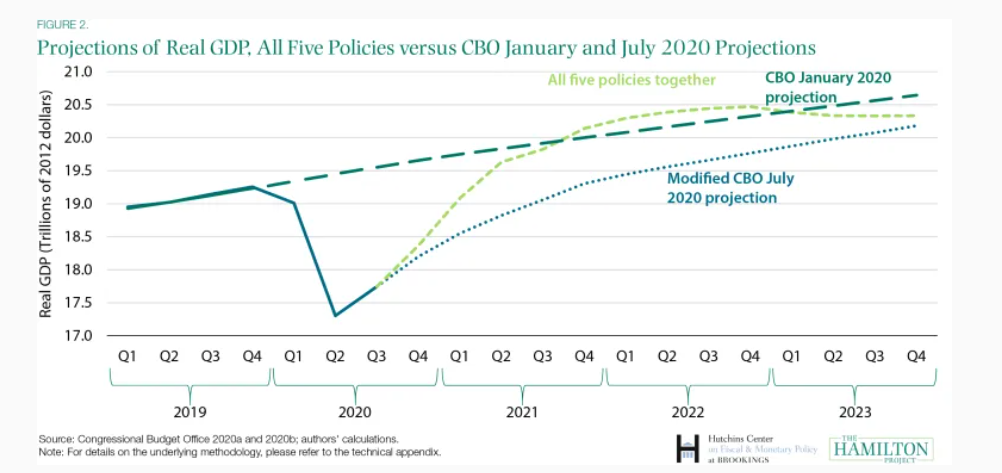 FIGURE 2.
Projections of Real GDP, All Five Policies versus CBO January and July 2020 Projections
Real GDP (Trillions of 2012 dollars)
21.0
20.5
20.0
19.5
19.0
18.5
18.0
17.5
17.0
All five policies together
CBO January 2020
projection
Modified CBO July
2020 projection
Q1 Q2 Q3 Q4 Q1 Q2 Q3 Q4 Q1 Q2 Q3 Q4 Q1 Q2 Q3 Q4 Q1 Q2 Q3 Q4
2019 2020 2021 2022 2023
Source: Congressional Budget Office 2020a and 2020b; authors' calculations.
Note: For details on the underlying methodology, please refer to the technical appendix.
H
Hutchins Center
on Fiscal & Monetary Policy
at BROOKINGS
THE
HAMILTON
PROJECT